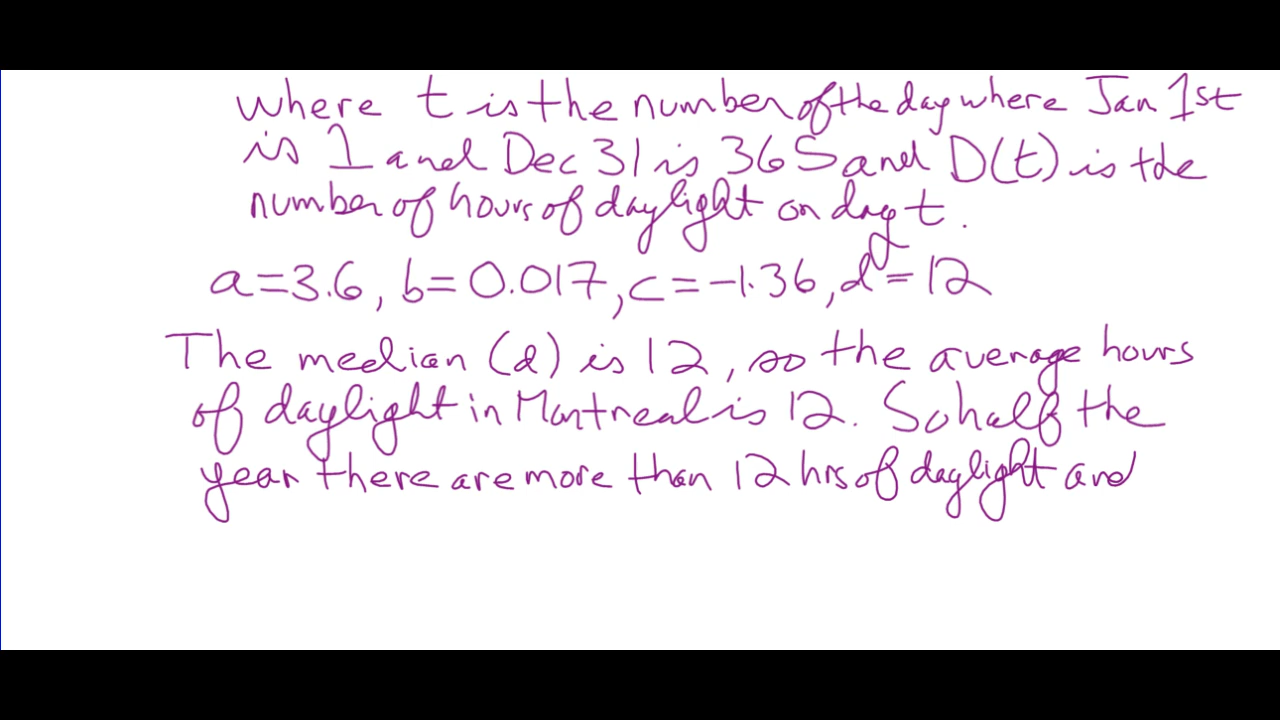 where t is the number of the day where Jan 1st
is 1 and Dec 31 is 365 and D(t) is the
number of hours of daylight on day t.
a=3.6, b=0.017, c=-1.36, d=12
The median (d) is 12, so the average hours
of daylight in Montreal is 12. So half the
year there are more than 12 hrs of daylight and